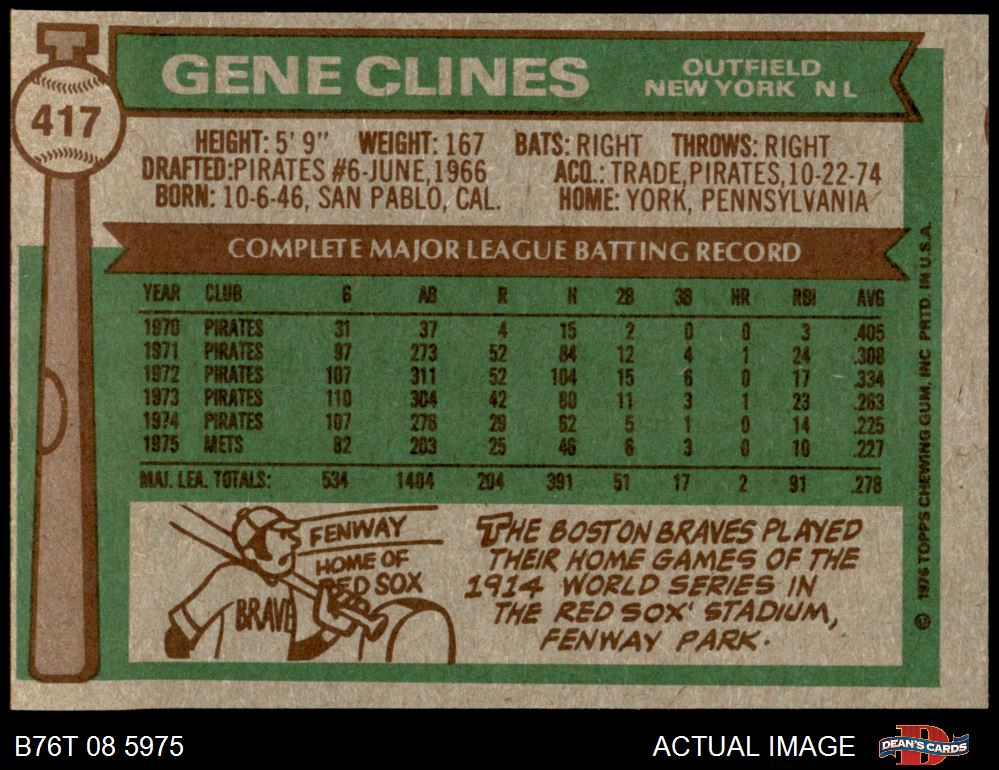 GENE CLINES
OUTFIELD
NEW YORK N L
417
HEIGHT: 5' 9" WEIGHT: 167 BATS: RIGHT THROWS: RIGHT
DRAFTED: PIRATES #6-JUNE, 1966 ACQ.: TRADE, PIRATES, 10-22-74
BORN: 10-6-46, SAN PABLO, CAL. HOME: YORK, PENNSYLVANIA
COMPLETE MAJOR LEAGUE BATTING RECORD
YEAR CLUB G AB R H 2B 3B HR RBI AVG
1970 PIRATES 31 37 4 15 2 0 0 3 .405
1971 PIRATES 97 273 52 84 12 4 1 24 .308
1972 PIRATES 107 311 52 104 15 6 0 17 .334
1973 PIRATES 110 304 42 80 11 3 1 23 .263
1974 PIRATES 107 276 29 62 5 1 0 14 .225
1975 METS 82 203 25 46 6 3 0 10 .227
MAJ. LEA. TOTALS: 534 1404 204 391 51 17 2 91 .278
FENWAY
HOME OF
RED SOX
BRAVE
THE BOSTON BRAVES PLAYED
THEIR HOME GAMES OF THE
1914 WORLD SERIES IN
THE RED SOX' STADIUM,
FENWAY PARK.
© 1976 TOPPS CHEWING GUM, INC PRTD. IN U.S.A.
B76T 08 5975
ACTUAL IMAGE
D
DEAN'S CARDS